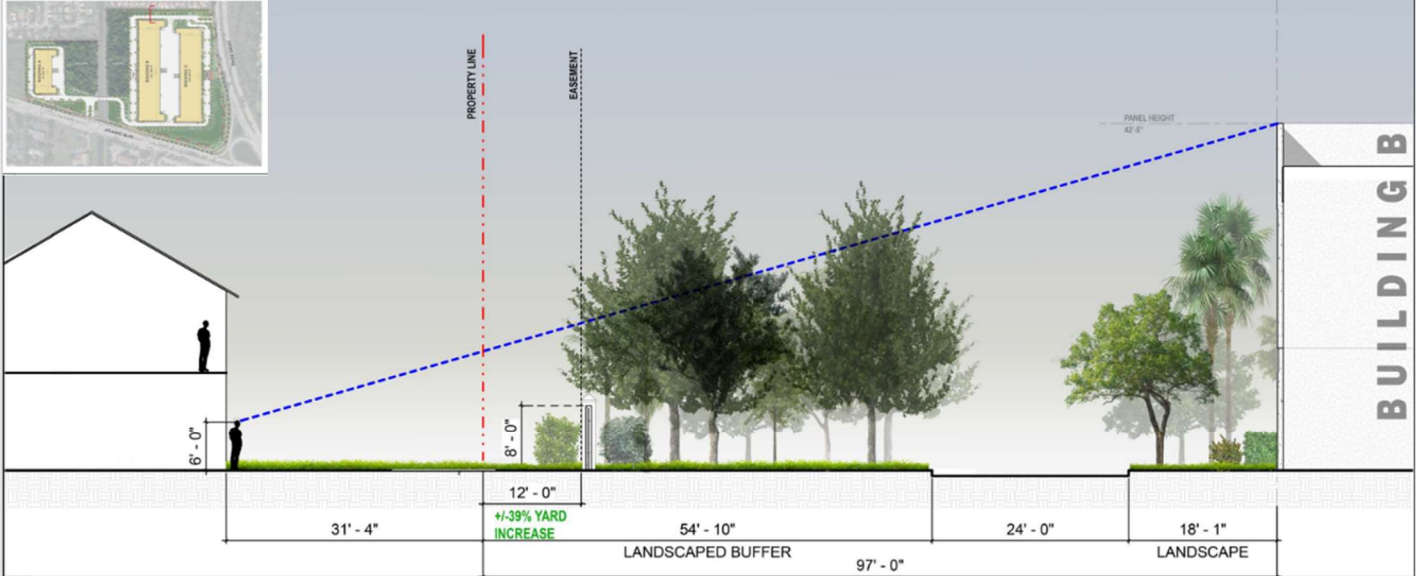 PROPERTY LINE
EASEMENT
PANEL HEIGHT
42'-6"
BUILDING B
6' - 0"
8' - 0"
12' - 0"
+/-39% YARD
INCREASE
31' - 4"
54' - 10"
24' - 0"
18' - 1"
LANDSCAPED BUFFER
LANDSCAPE
97' - 0"